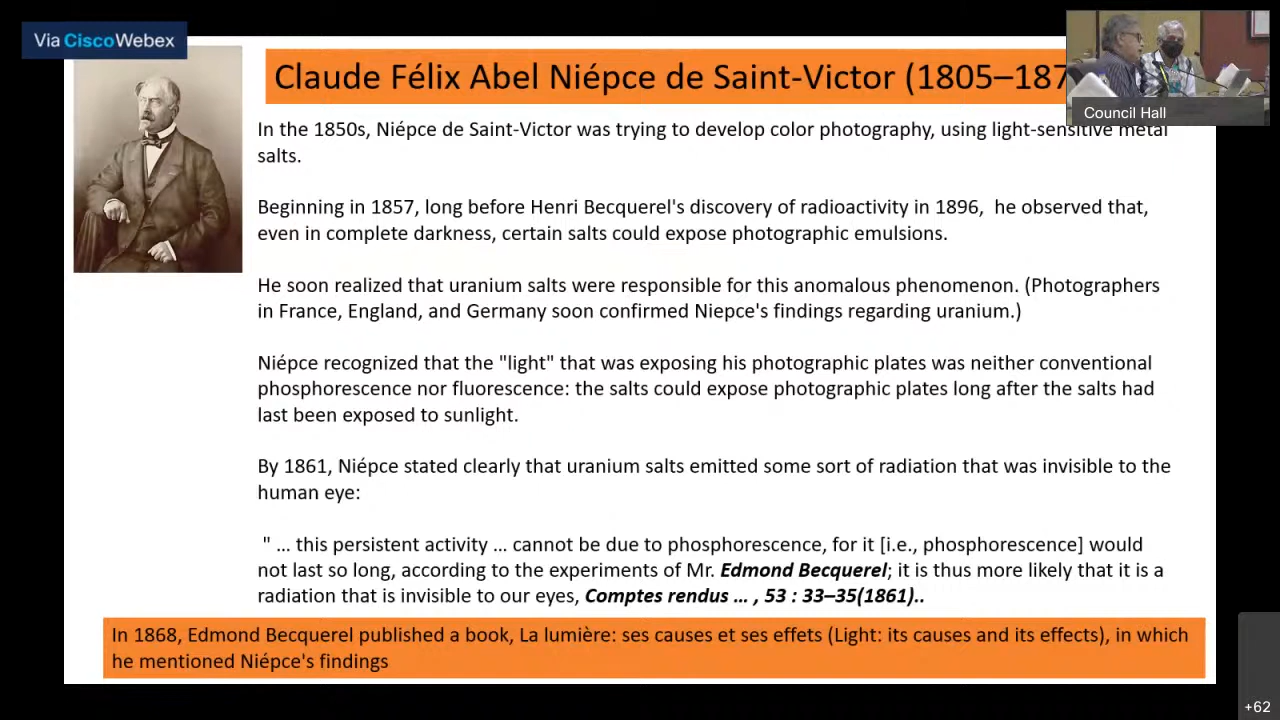 Via CiscoWebex
Claude Félix Abel Niépce de Saint-Victor (1805–187
Council Hall
In the 1850s, Niépce de Saint-Victor was trying to develop color photography, using light-sensitive metal
salts.
Beginning in 1857, long before Henri Becquerel's discovery of radioactivity in 1896,  he observed that,
even in complete darkness, certain salts could expose photographic emulsions.
He soon realized that uranium salts were responsible for this anomalous phenomenon. (Photographers
in France, England, and Germany soon confirmed Niepce's findings regarding uranium.)
Niépce recognized that the "light" that was exposing his photographic plates was neither conventional
phosphorescence nor fluorescence: the salts could expose photographic plates long after the salts had
last been exposed to sunlight.
By 1861, Niépce stated clearly that uranium salts emitted some sort of radiation that was invisible to the
human eye:
" … this persistent activity … cannot be due to phosphorescence, for it [i.e., phosphorescence] would
not last so long, according to the experiments of Mr. Edmond Becquerel; it is thus more likely that it is a
radiation that is invisible to our eyes, Comptes rendus … , 53 : 33–35(1861)..
In 1868, Edmond Becquerel published a book, La lumière: ses causes et ses effets (Light: its causes and its effects), in which
he mentioned Niépce's findings
+62